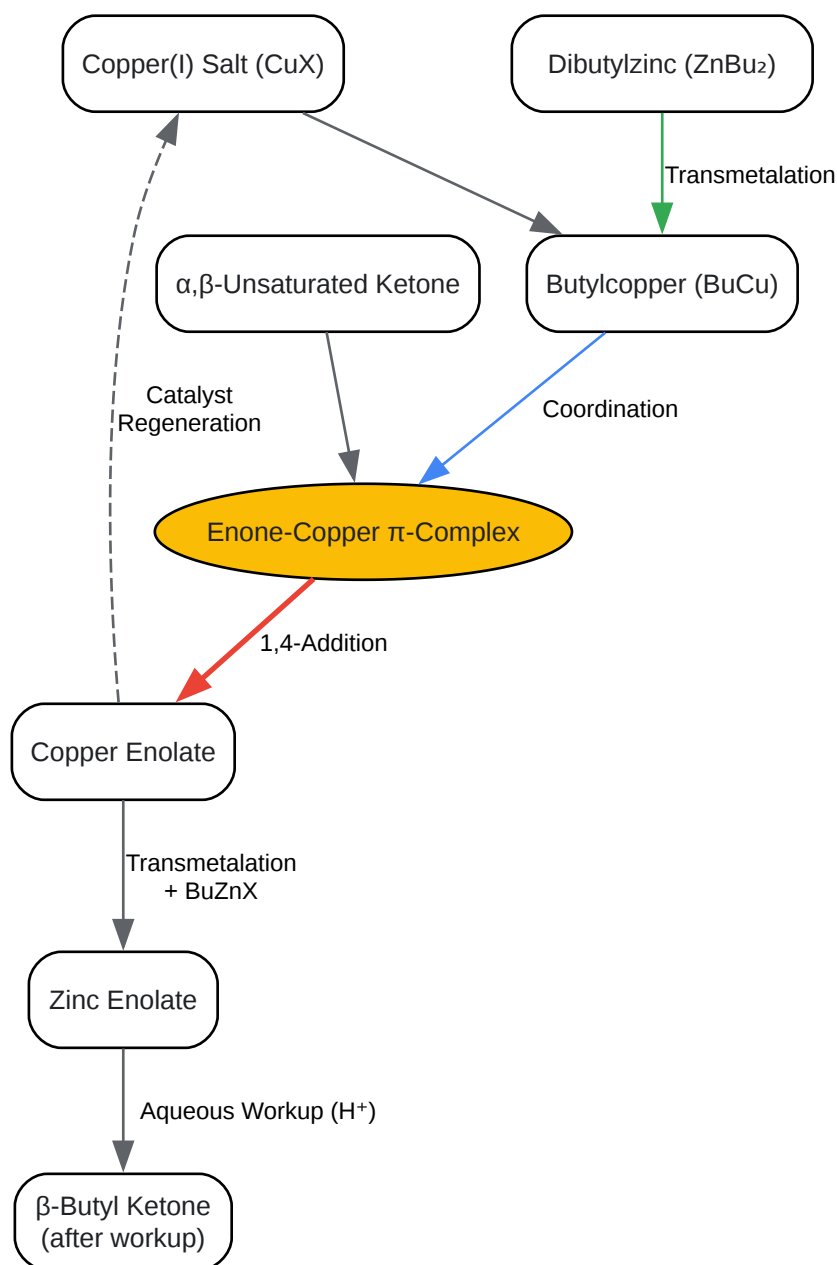 Copper(I) Salt (CuX)
Dibutylzinc (ZnBu₂)
Transmetalation
α,β-Unsaturated Ketone
Butylcopper (BuCu)
Catalyst
Regeneration
Coordination
Enone-Copper π-Complex
1,4-Addition
Copper Enolate
Transmetalation
+ BuZnX
Zinc Enolate
Aqueous Workup (H⁺)
β-Butyl Ketone
(after workup)